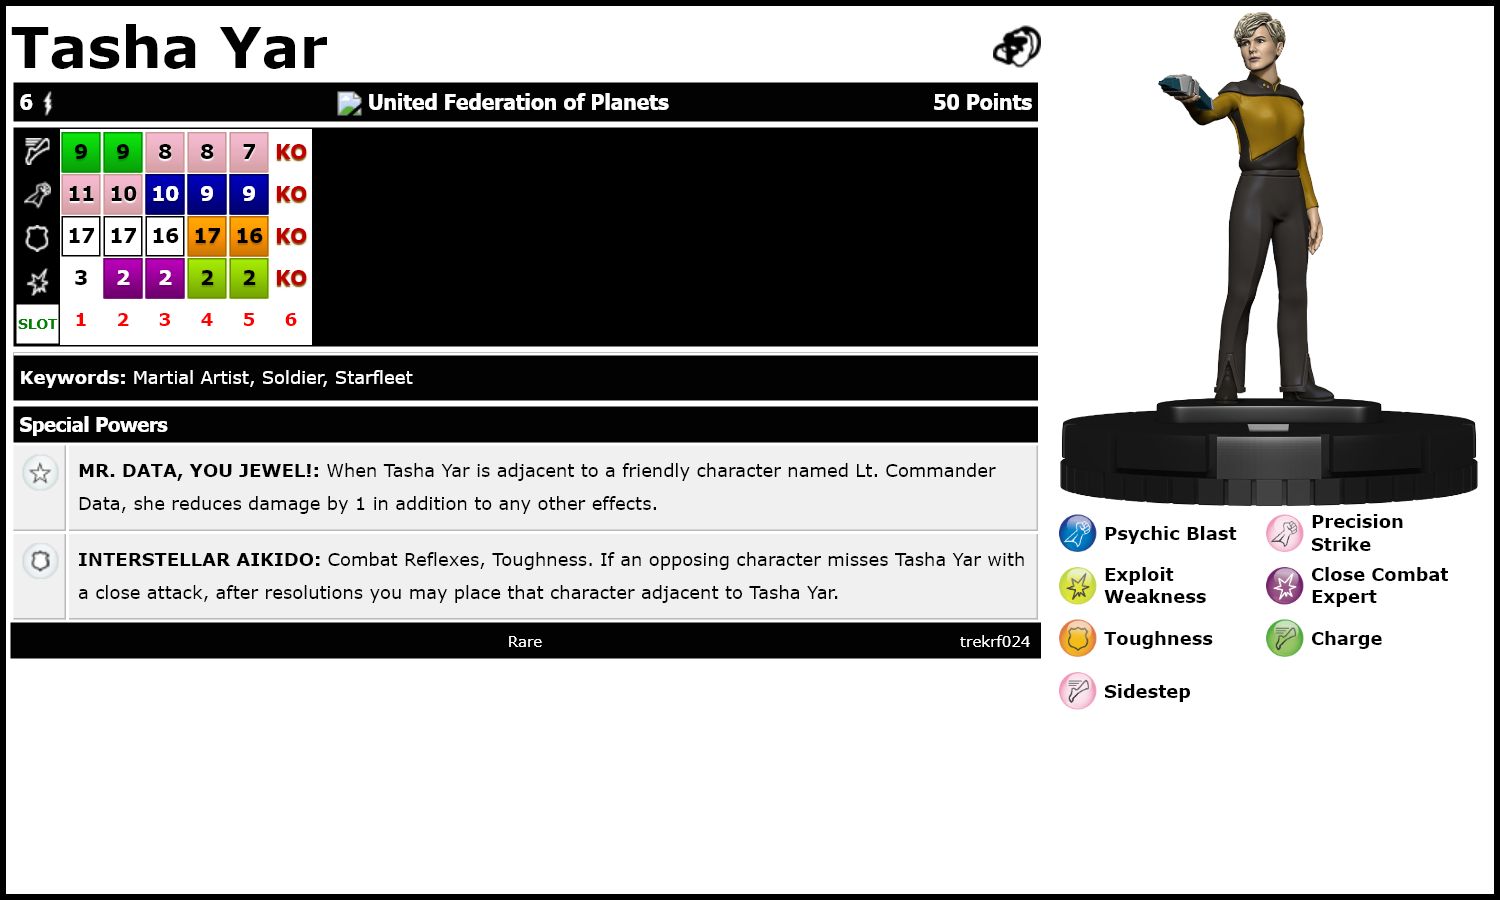 Tasha Yar
6 United Federation of Planets 50 Points
9 9 8 8 7 KO
11 10 10 9 9 KO
17 17 16 17 16 KO
3 2 2 2 2 KO
SLOT 1 2 3 4 5 6
Keywords: Martial Artist, Soldier, Starfleet
Special Powers
MR. DATA, YOU JEWEL!: When Tasha Yar is adjacent to a friendly character named Lt. Commander
Data, she reduces damage by 1 in addition to any other effects.
INTERSTELLAR AIKIDO: Combat Reflexes, Toughness. If an opposing character misses Tasha Yar with
a close attack, after resolutions you may place that character adjacent to Tasha Yar.
Rare trekrf024
Psychic Blast
Precision
Strike
Exploit
Weakness
Close Combat
Expert
Toughness
Charge
Sidestep